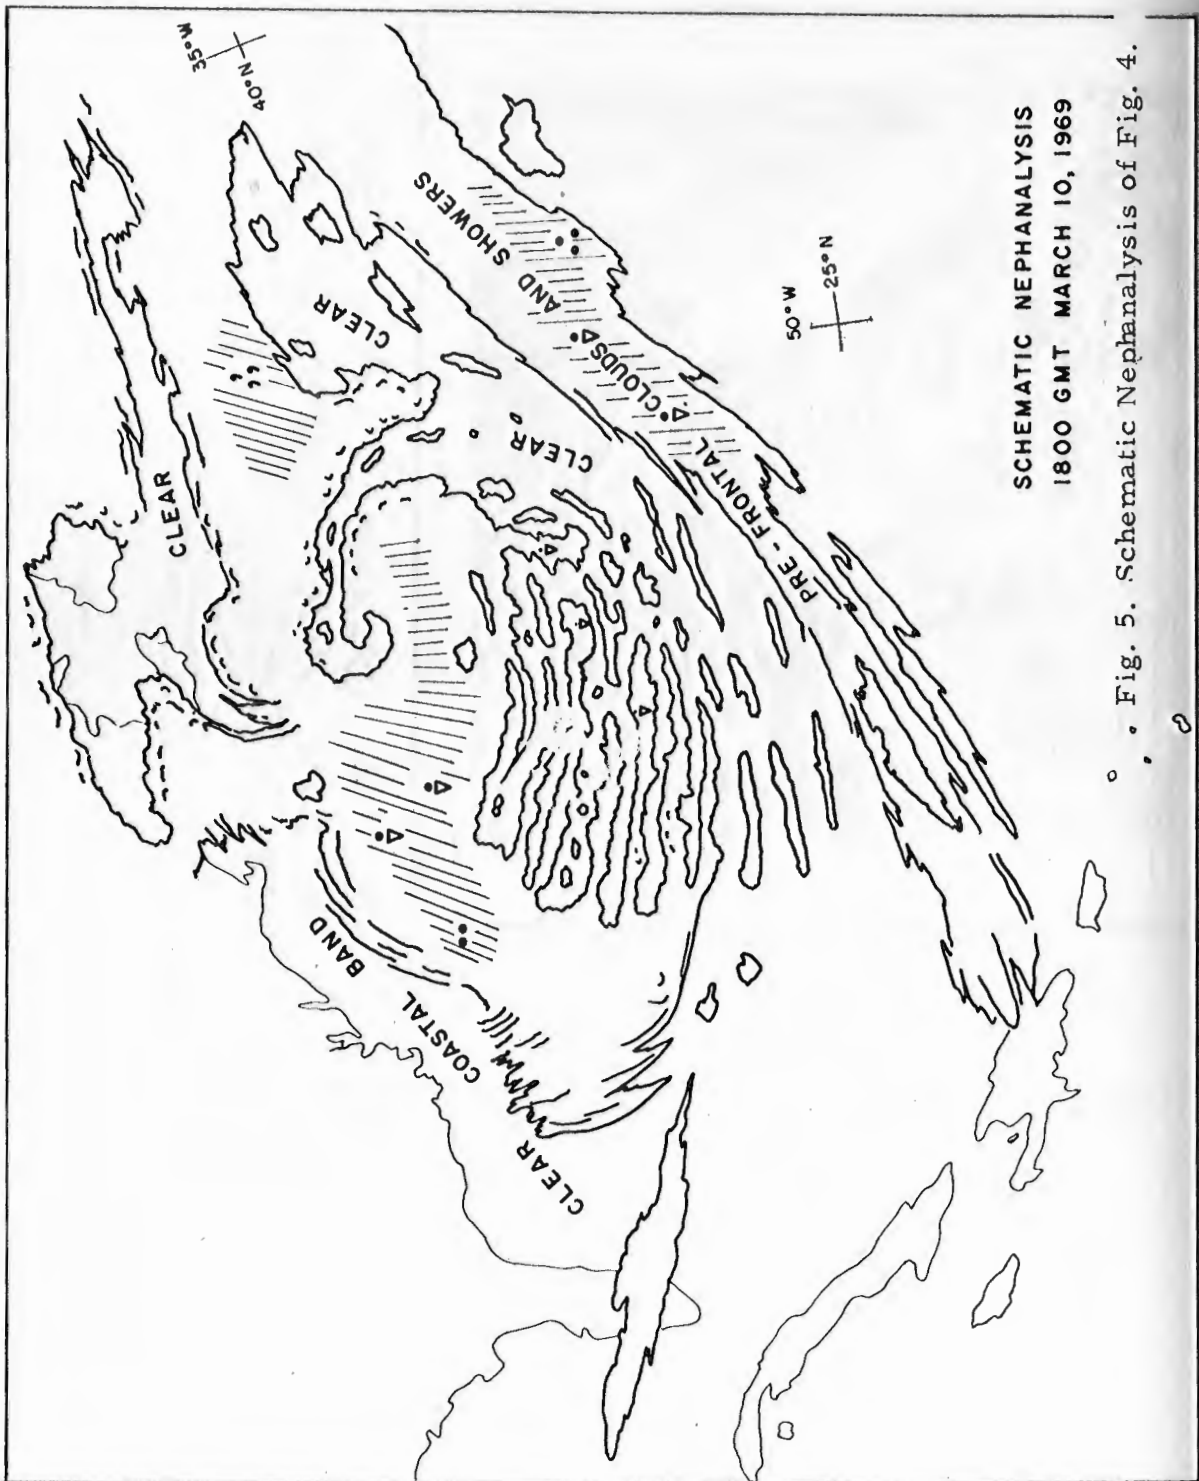 35°W
40°N
CLEAR
CLEAR
CLEAR
PRE-FRONTAL CLOUDS AND SHOWERS
50°W
25°N
CLEAR COASTAL BAND
SCHEMATIC NEPHANALYSIS
1800 GMT MARCH 10, 1969
Fig. 5. Schematic Nephanalysis of Fig. 4.